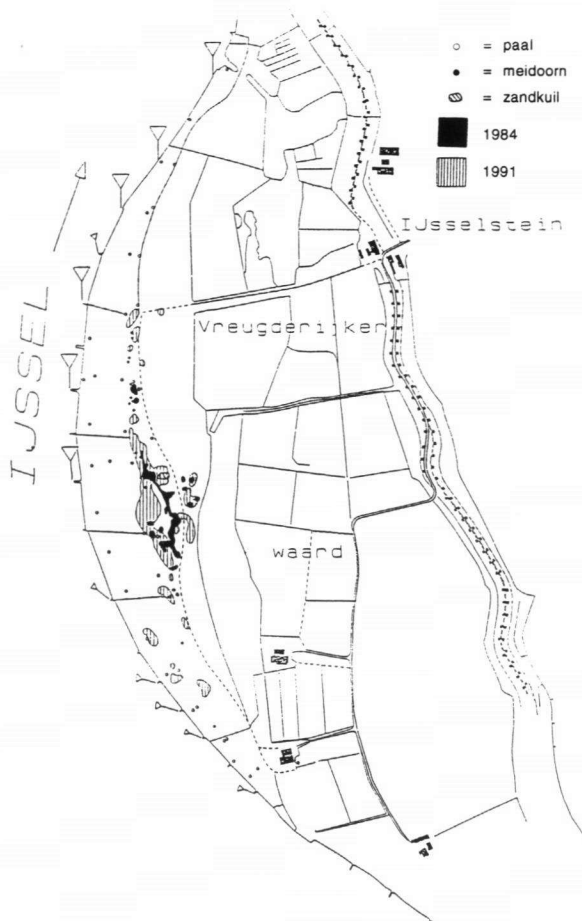 = paal
= meidoorn
= zandkuil
1984
1991
IJsselstein
IJSSEL
Vreugderijker
waard